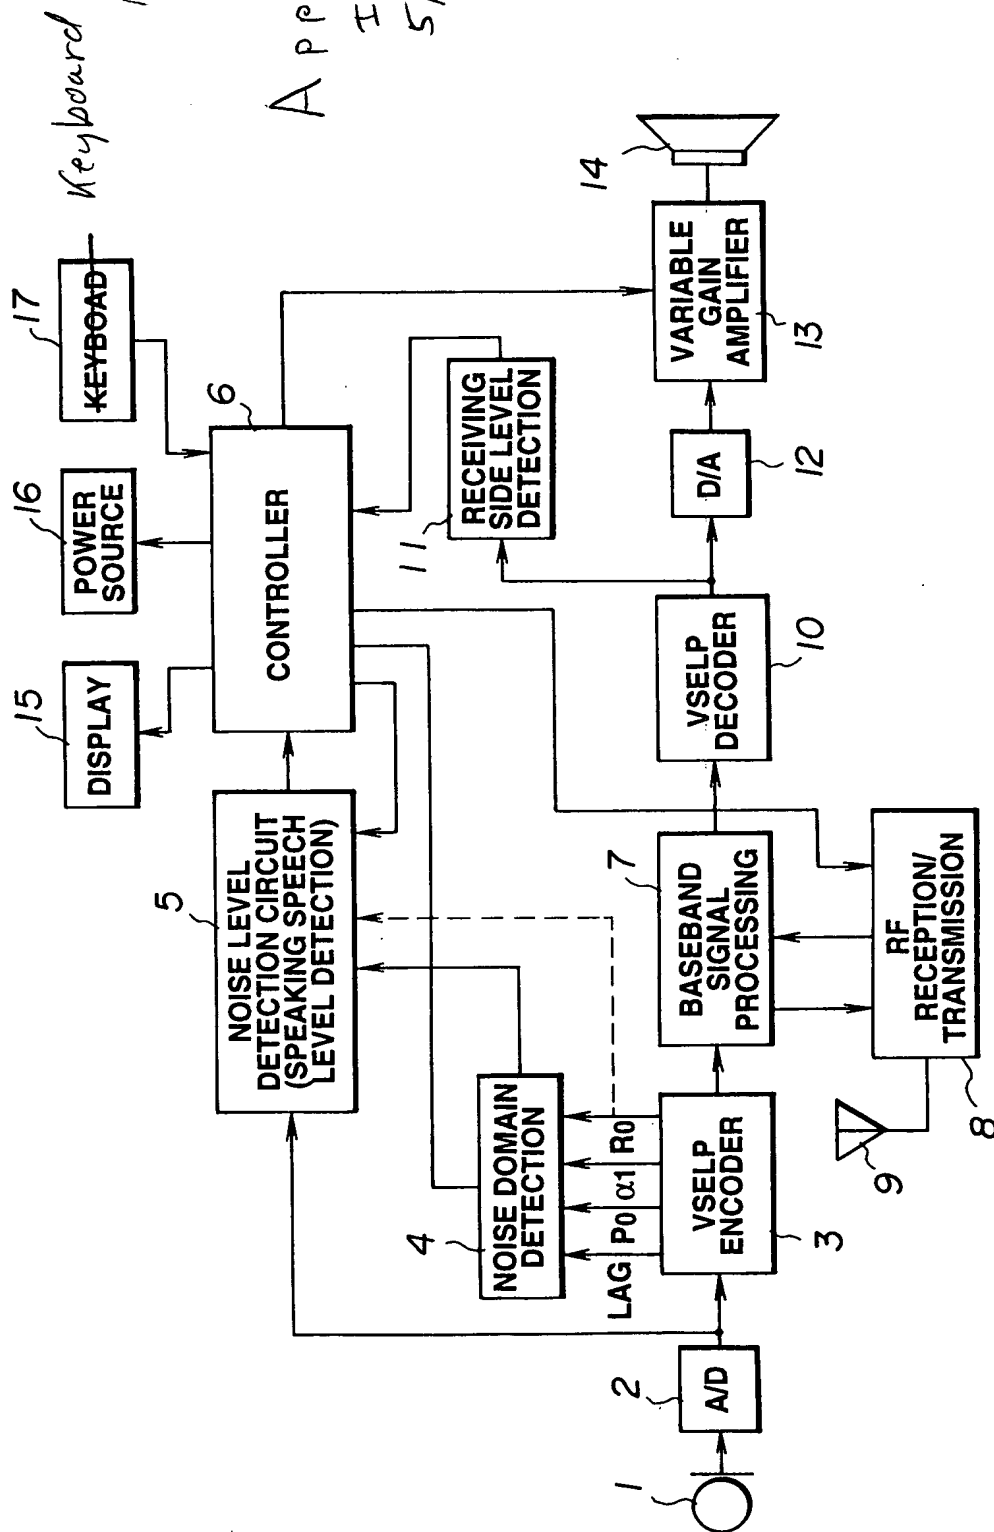 Keyboard
App
I
5,
17
KEYBOAD
16
POWER
SOURCE
15
DISPLAY
6
CONTROLLER
5
NOISE LEVEL
DETECTION CIRCUIT
(SPEAKING SPEECH
LEVEL DETECTION)
11
RECEIVING
SIDE LEVEL
DETECTION
14
VARIABLE
GAIN
AMPLIFIER
13
D/A
12
VSELP
DECODER
10
7
BASEBAND
SIGNAL
PROCESSING
RF
RECEPTION/
TRANSMISSION
8
9
4
NOISE DOMAIN
DETECTION
LAG P0 α1 R0
VSELP
ENCODER
3
2
A/D
1